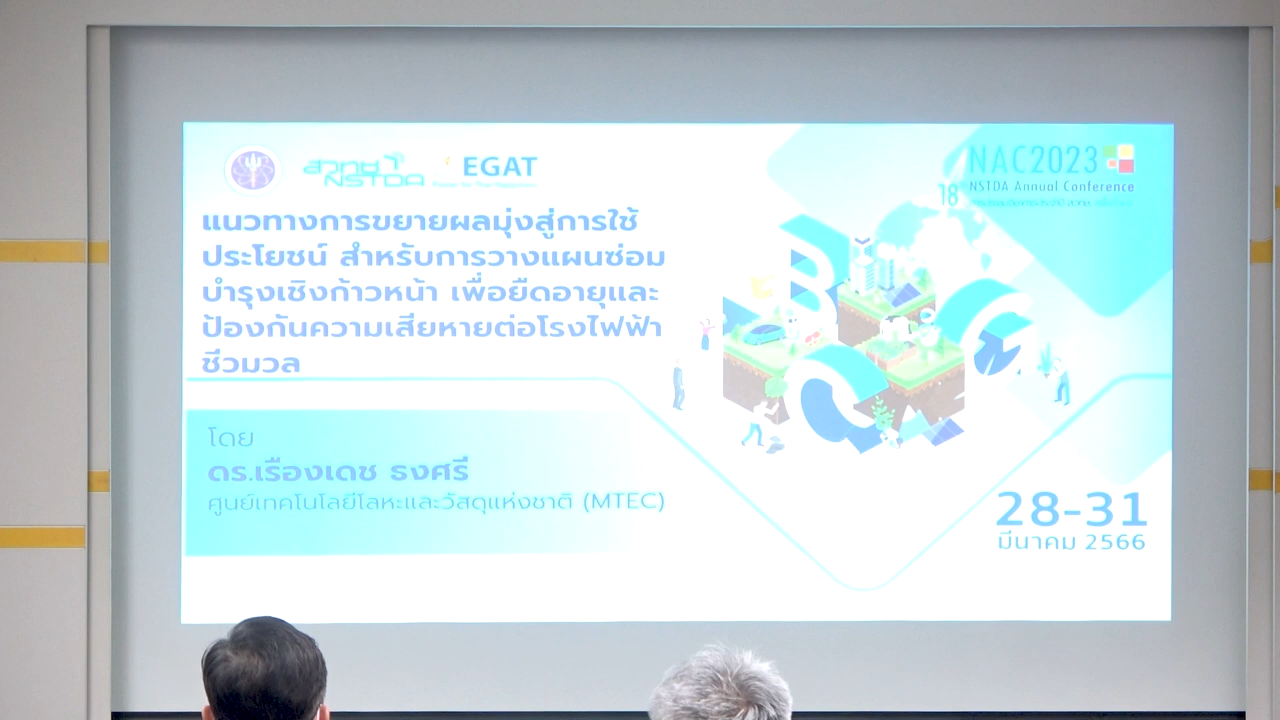 สวทช
NSTDA
EGAT
NAC2023
18
NSTDA Annual Conference
แนวทางการขยายผลมุ่งสู่การใช้
ประโยชน์ สำหรับการวางแผนซ่อม
บำรุงเชิงก้าวหน้า เพื่อยืดอายุและ
ป้องกันความเสียหายต่อโรงไฟฟ้า
ชีวมวล
BCG
โดย
ดร.เรืองเดช ธงศรี
ศูนย์เทคโนโลยีโลหะและวัสดุแห่งชาติ (MTEC)
28-31
มีนาคม 2566